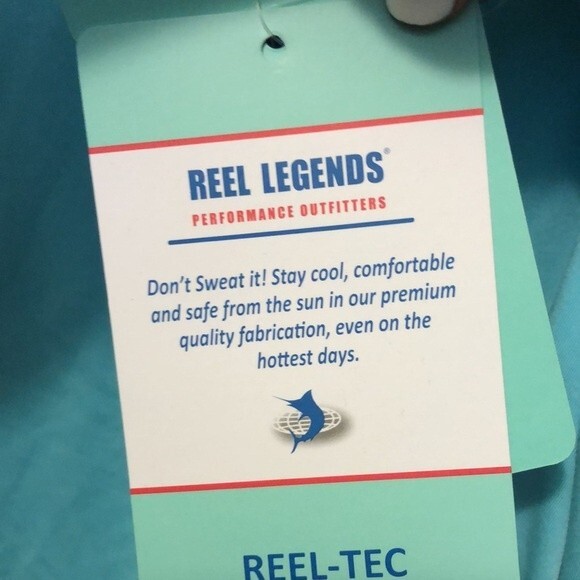 REEL LEGENDS®
PERFORMANCE OUTFITTERS
Don't Sweat it! Stay cool, comfortable
and safe from the sun in our premium
quality fabrication, even on the
hottest days.
REEL-TEC